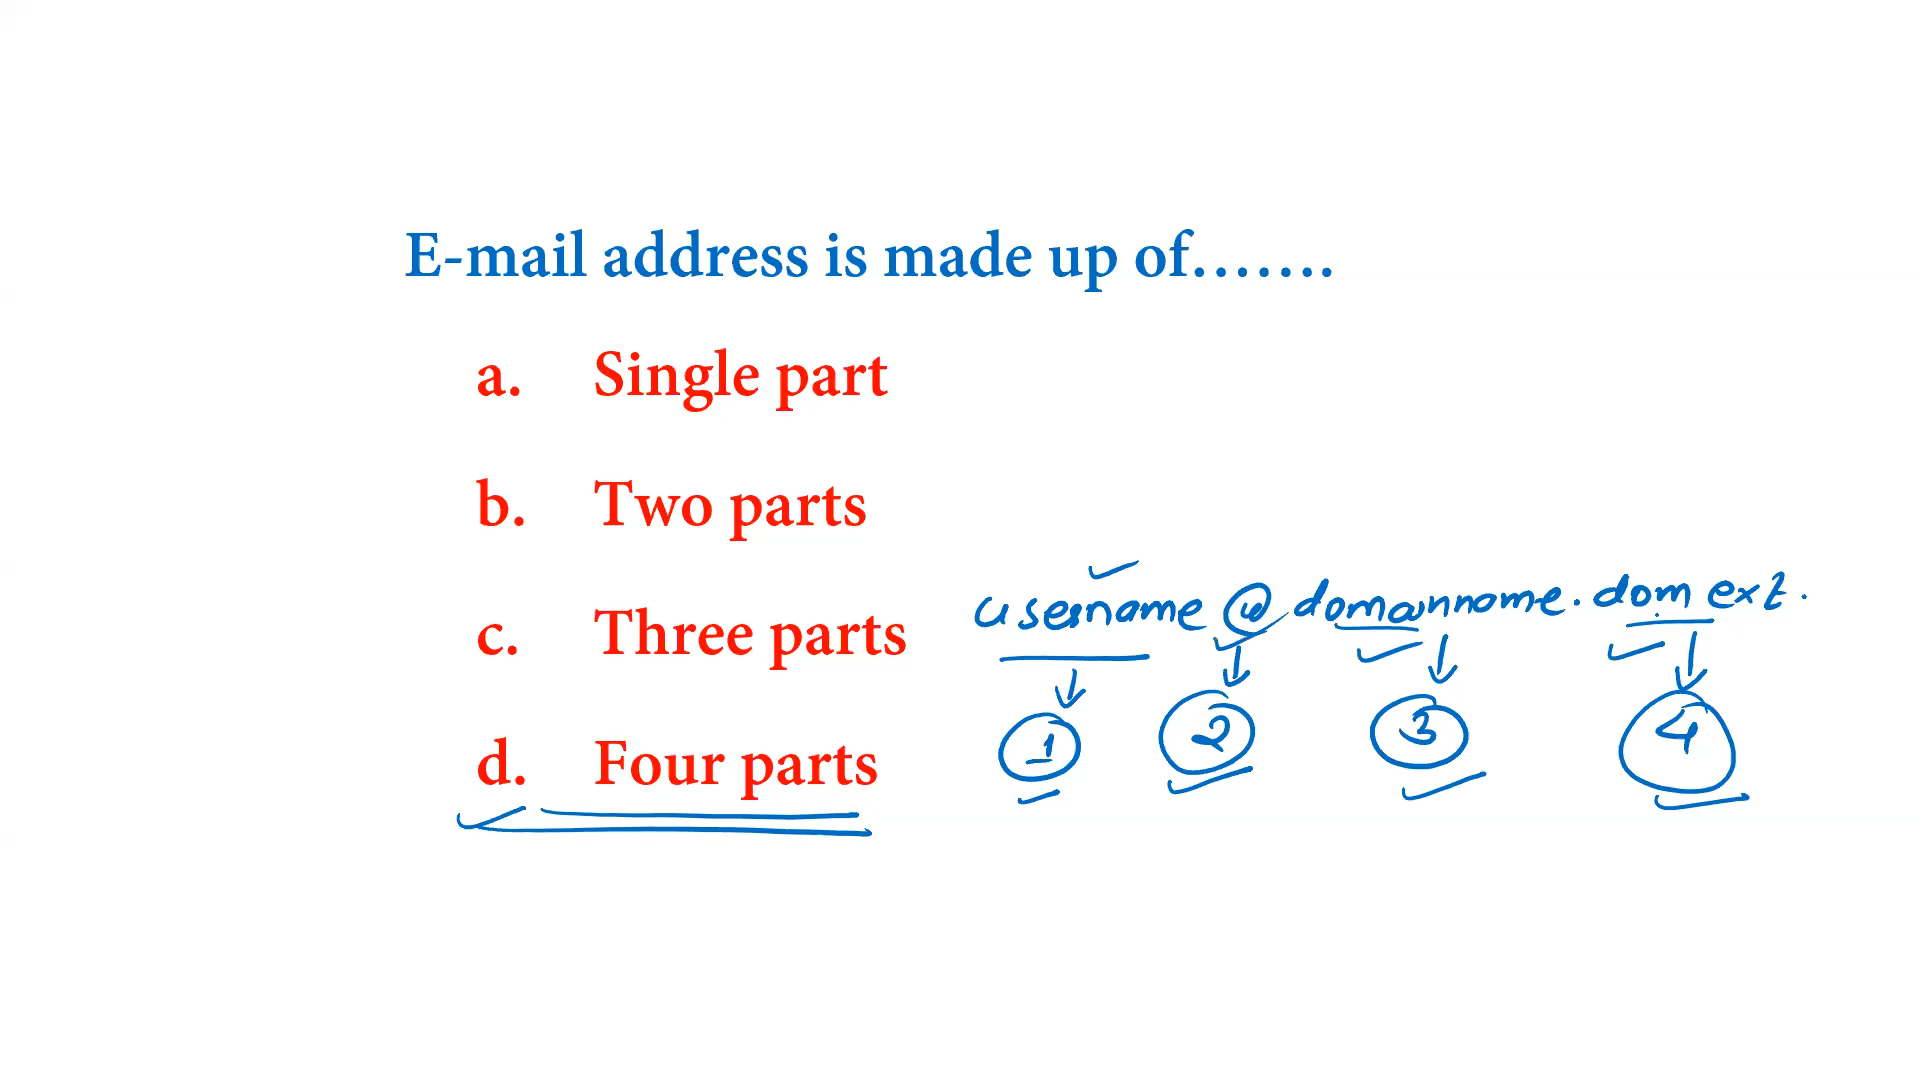 E-mail address is made up of.......
a. Single part
b. Two parts
c. Three parts
d. Four parts
username @ domainname. dom ext.
1 2 3 4